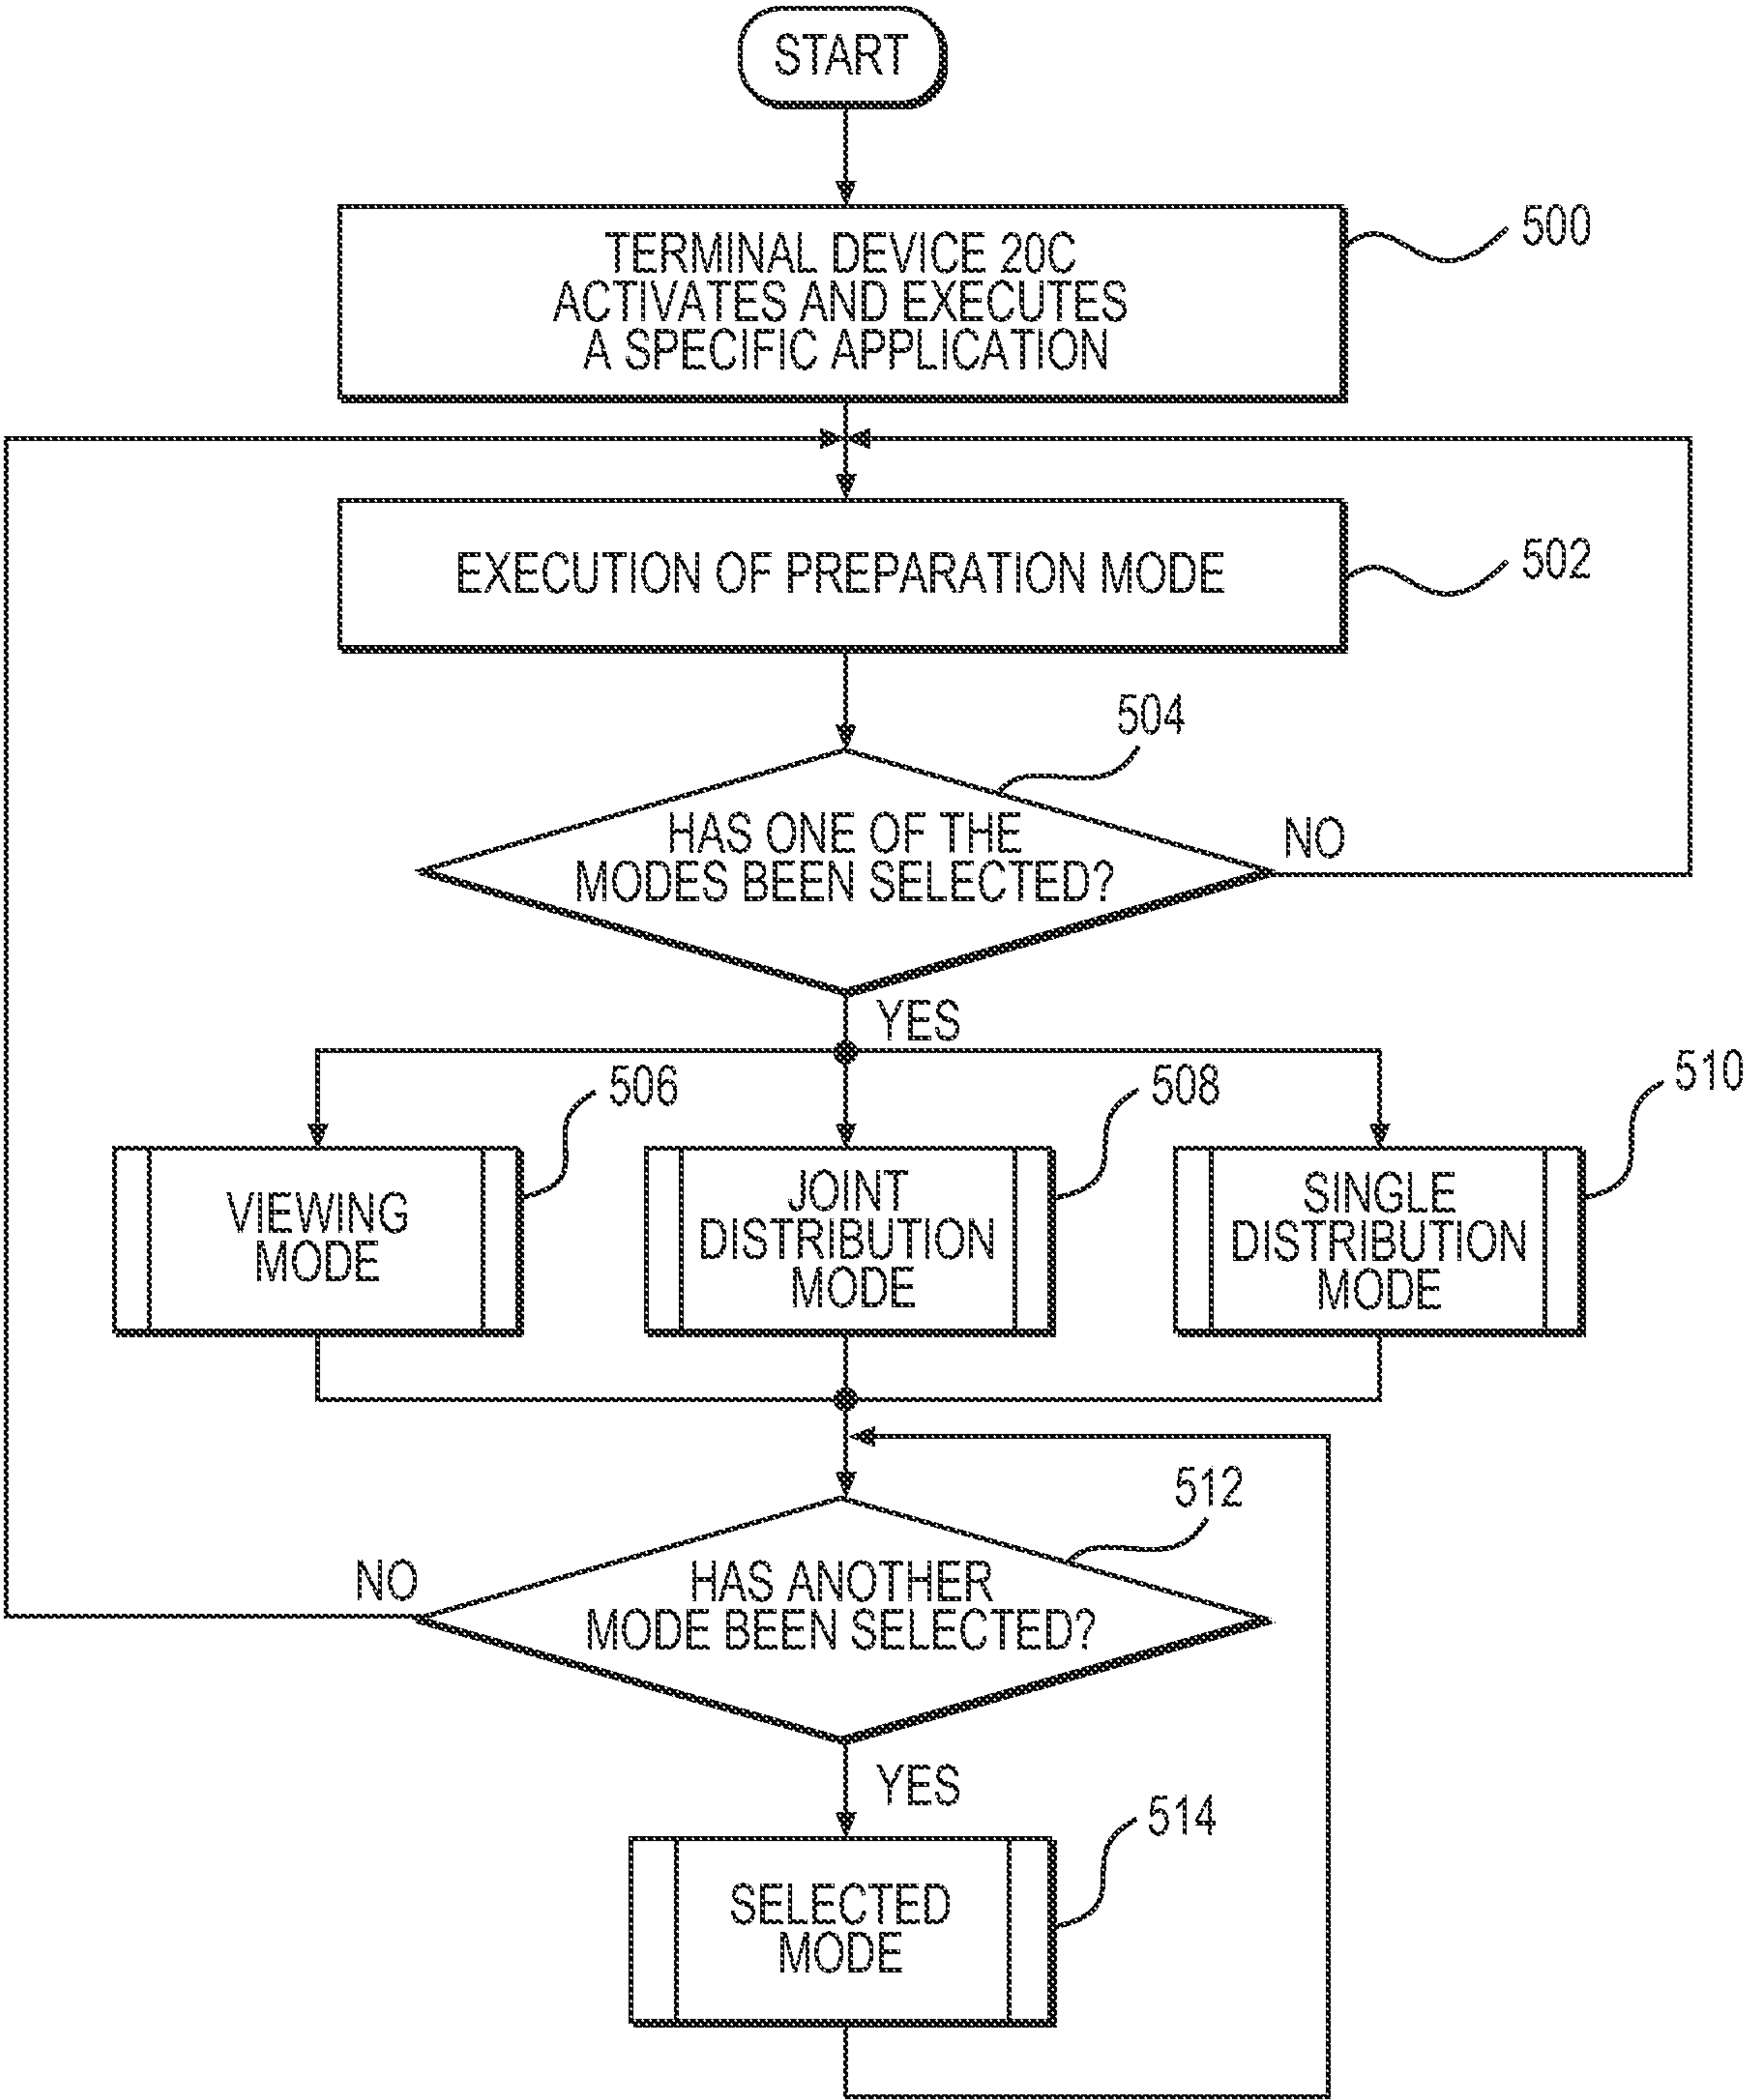 START
TERMINAL DEVICE 20C
ACTIVATES AND EXECUTES
A SPECIFIC APPLICATION
500
EXECUTION OF PREPARATION MODE
502
504
HAS ONE OF THE
MODES BEEN SELECTED?
NO
YES
506
508
510
VIEWING
MODE
JOINT
DISTRIBUTION
MODE
SINGLE
DISTRIBUTION
MODE
512
NO
HAS ANOTHER
MODE BEEN SELECTED?
YES
514
SELECTED
MODE